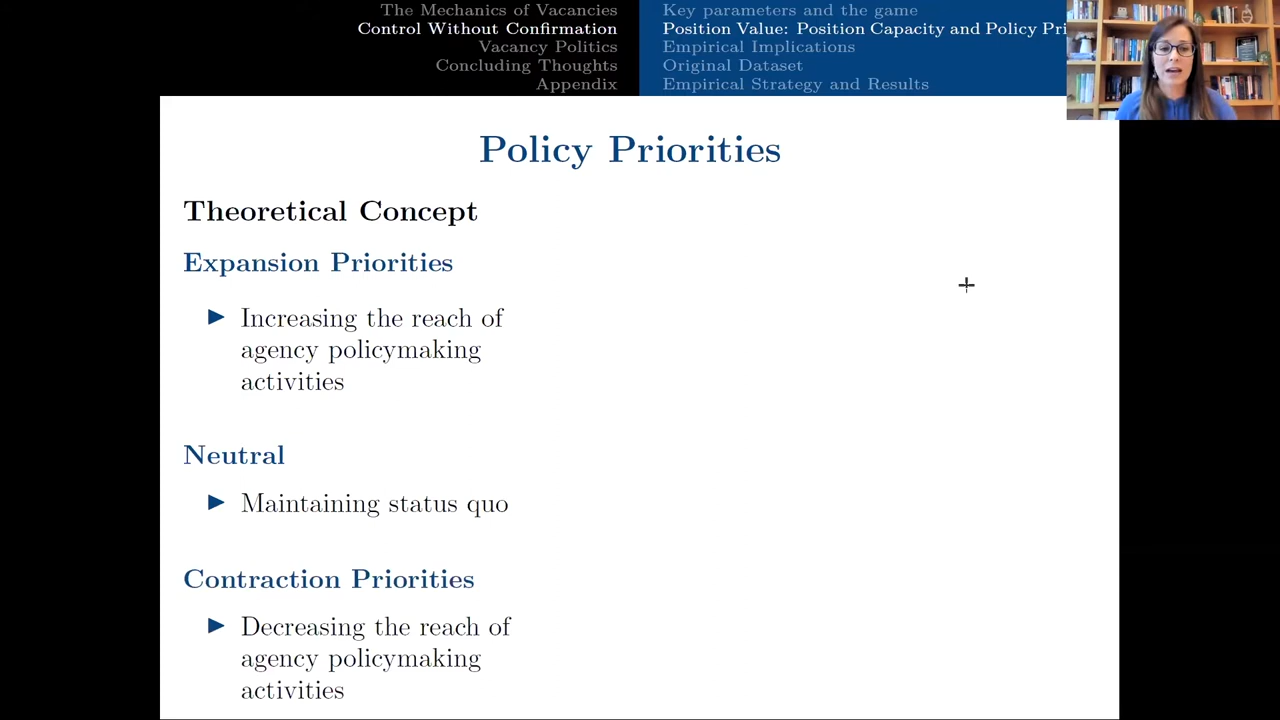 The Mechanics of Vacancies
Control Without Confirmation
Vacancy Politics
Concluding Thoughts
Appendix
Key parameters and the game
Position Value: Position Capacity and Policy Pri
Empirical Implications
Original Dataset
Empirical Strategy and Results
Policy Priorities
Theoretical Concept
Expansion Priorities
Increasing the reach of
agency policymaking
activities
Neutral
Maintaining status quo
Contraction Priorities
Decreasing the reach of
agency policymaking
activities